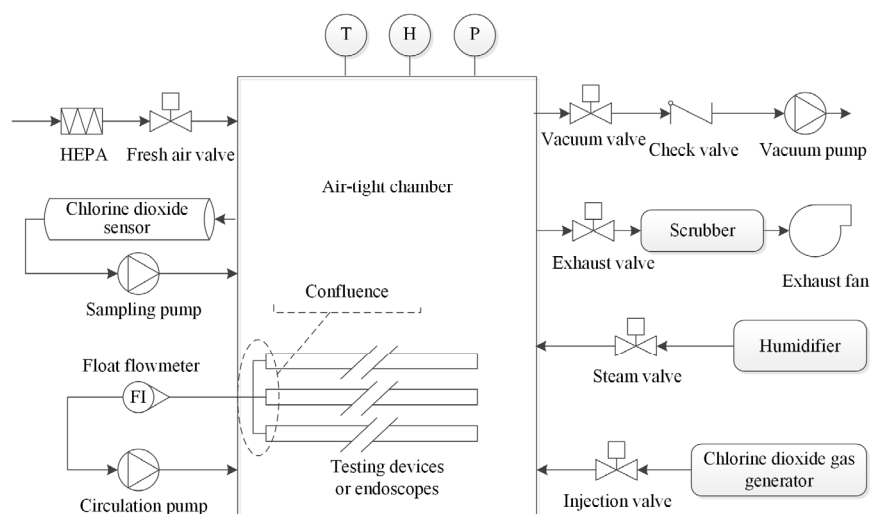 T
H
P
HEPA
Fresh air valve
Vacuum valve
Check valve
Vacuum pump
Air-tight chamber
Chlorine dioxide
sensor
Scrubber
Exhaust valve
Exhaust fan
Sampling pump
Confluence
Float flowmeter
FI
Humidifier
Steam valve
Testing devices
or endoscopes
Circulation pump
Chlorine dioxide gas
generator
Injection valve